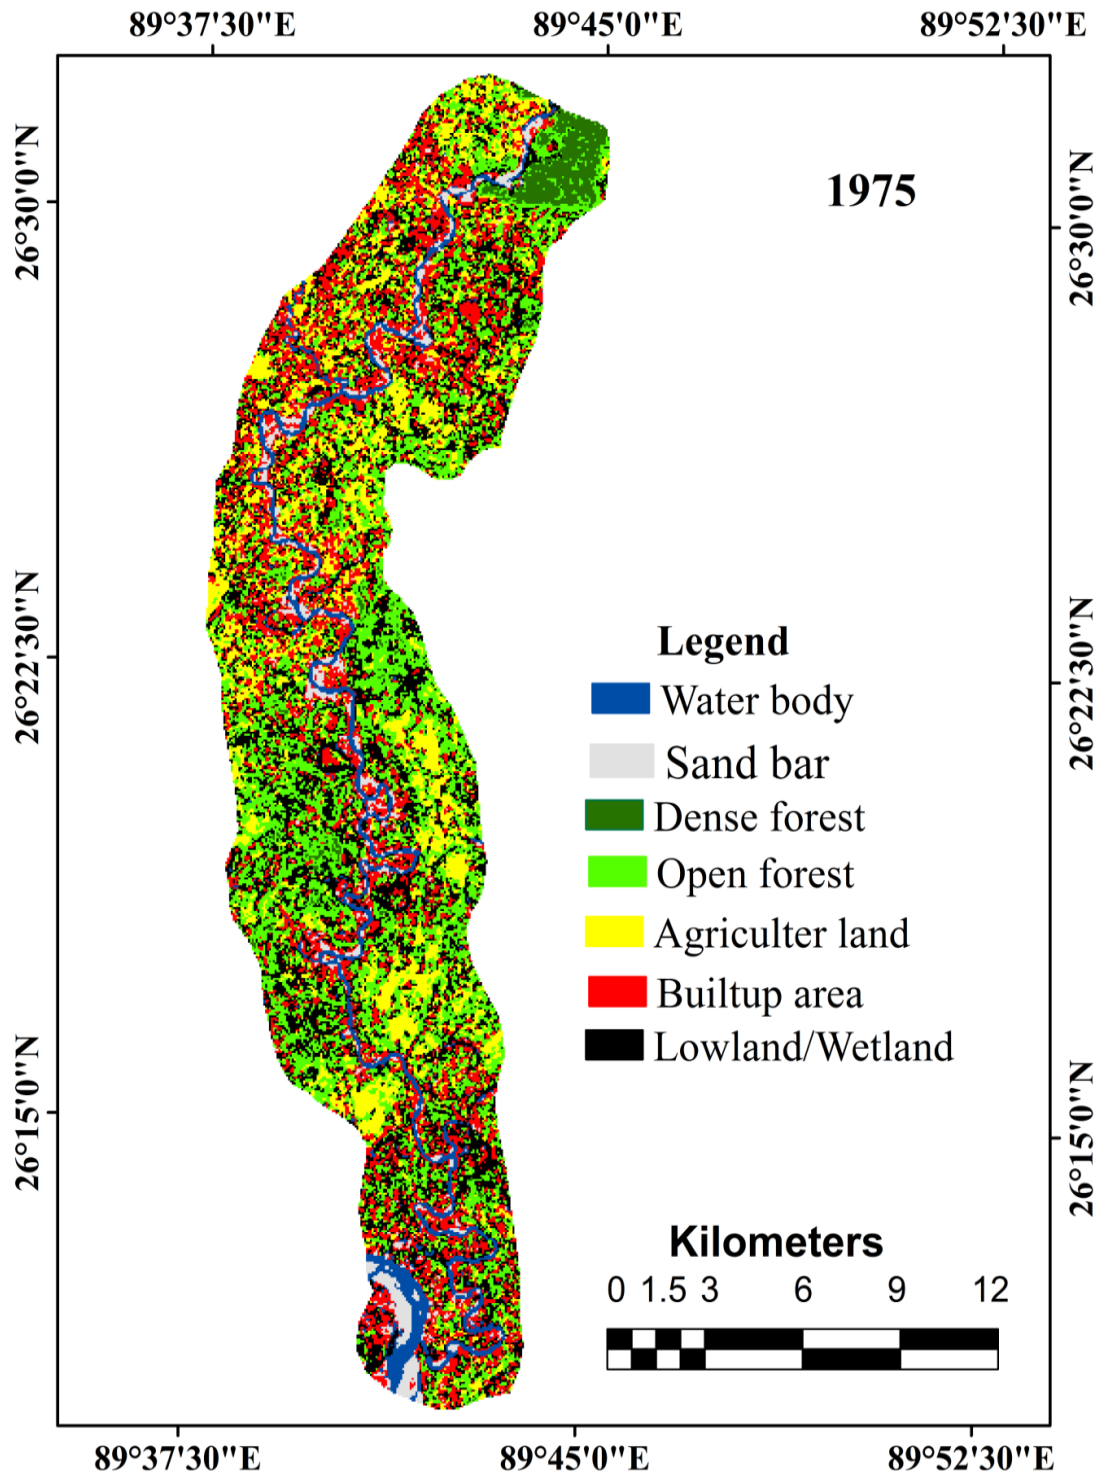 89°37'30"E 89°45'0"E 89°52'30"E
1975
26°30'0"N 26°30'0"N
26°22'30"N 26°22'30"N
Legend
Water body
Sand bar
Dense forest
Open forest
Agriculter land
Builtup area
Lowland/Wetland
26°15'0"N 26°15'0"N
Kilometers
0 1.5 3 6 9 12
89°37'30"E 89°45'0"E 89°52'30"E